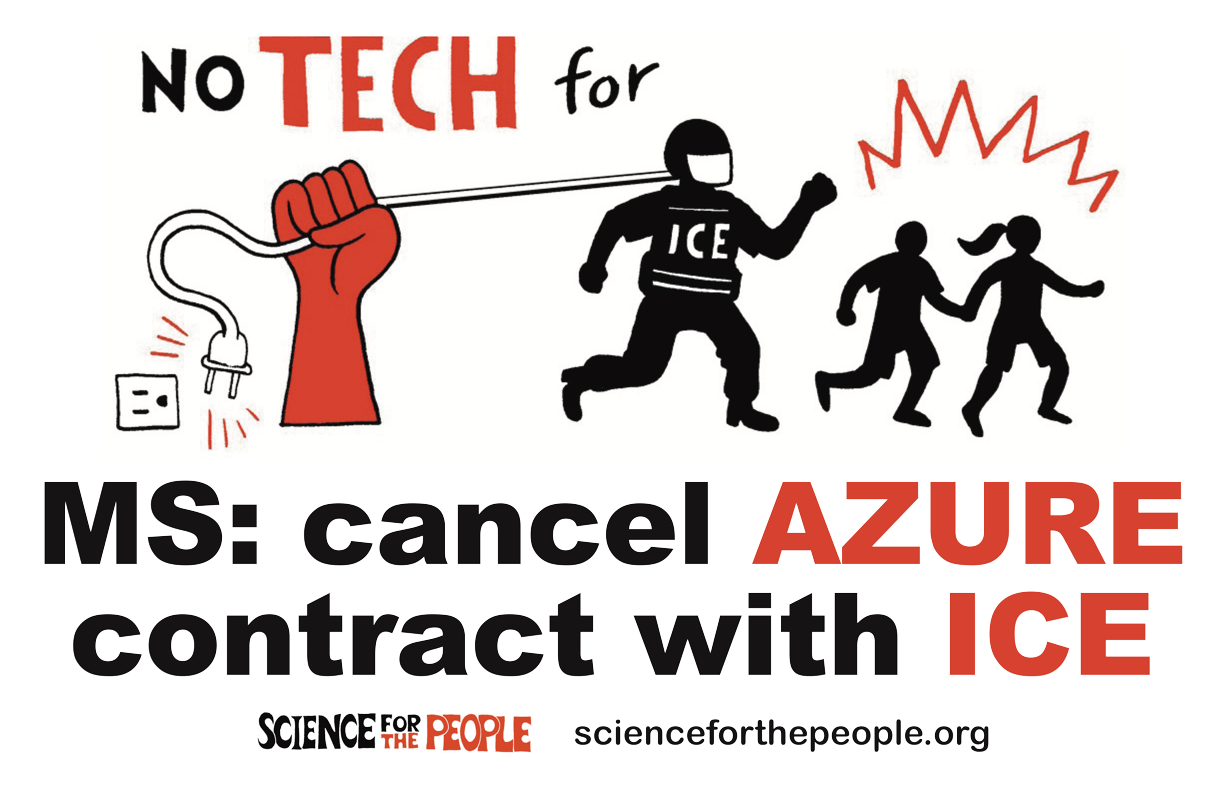 NO TECH for
ICE
MS: cancel AZURE
contract with ICE
SCIENCE FOR THE PEOPLE scienceforthepeople.org